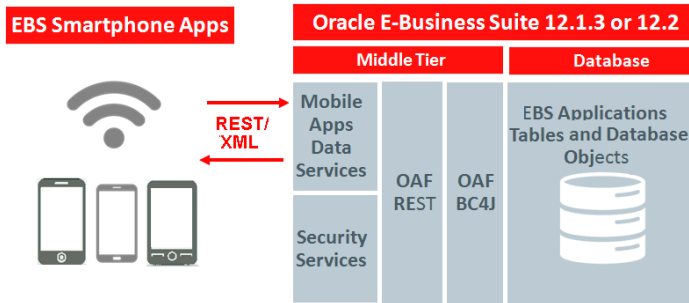 EBS Smartphone Apps
Oracle E-Business Suite 12.1.3 or 12.2
Middle Tier
Database
REST/
XML
Mobile
Apps
Data
Services
Security
Services
OAF
REST
OAF
BC4J
EBS Applications
Tables and Database
Objects